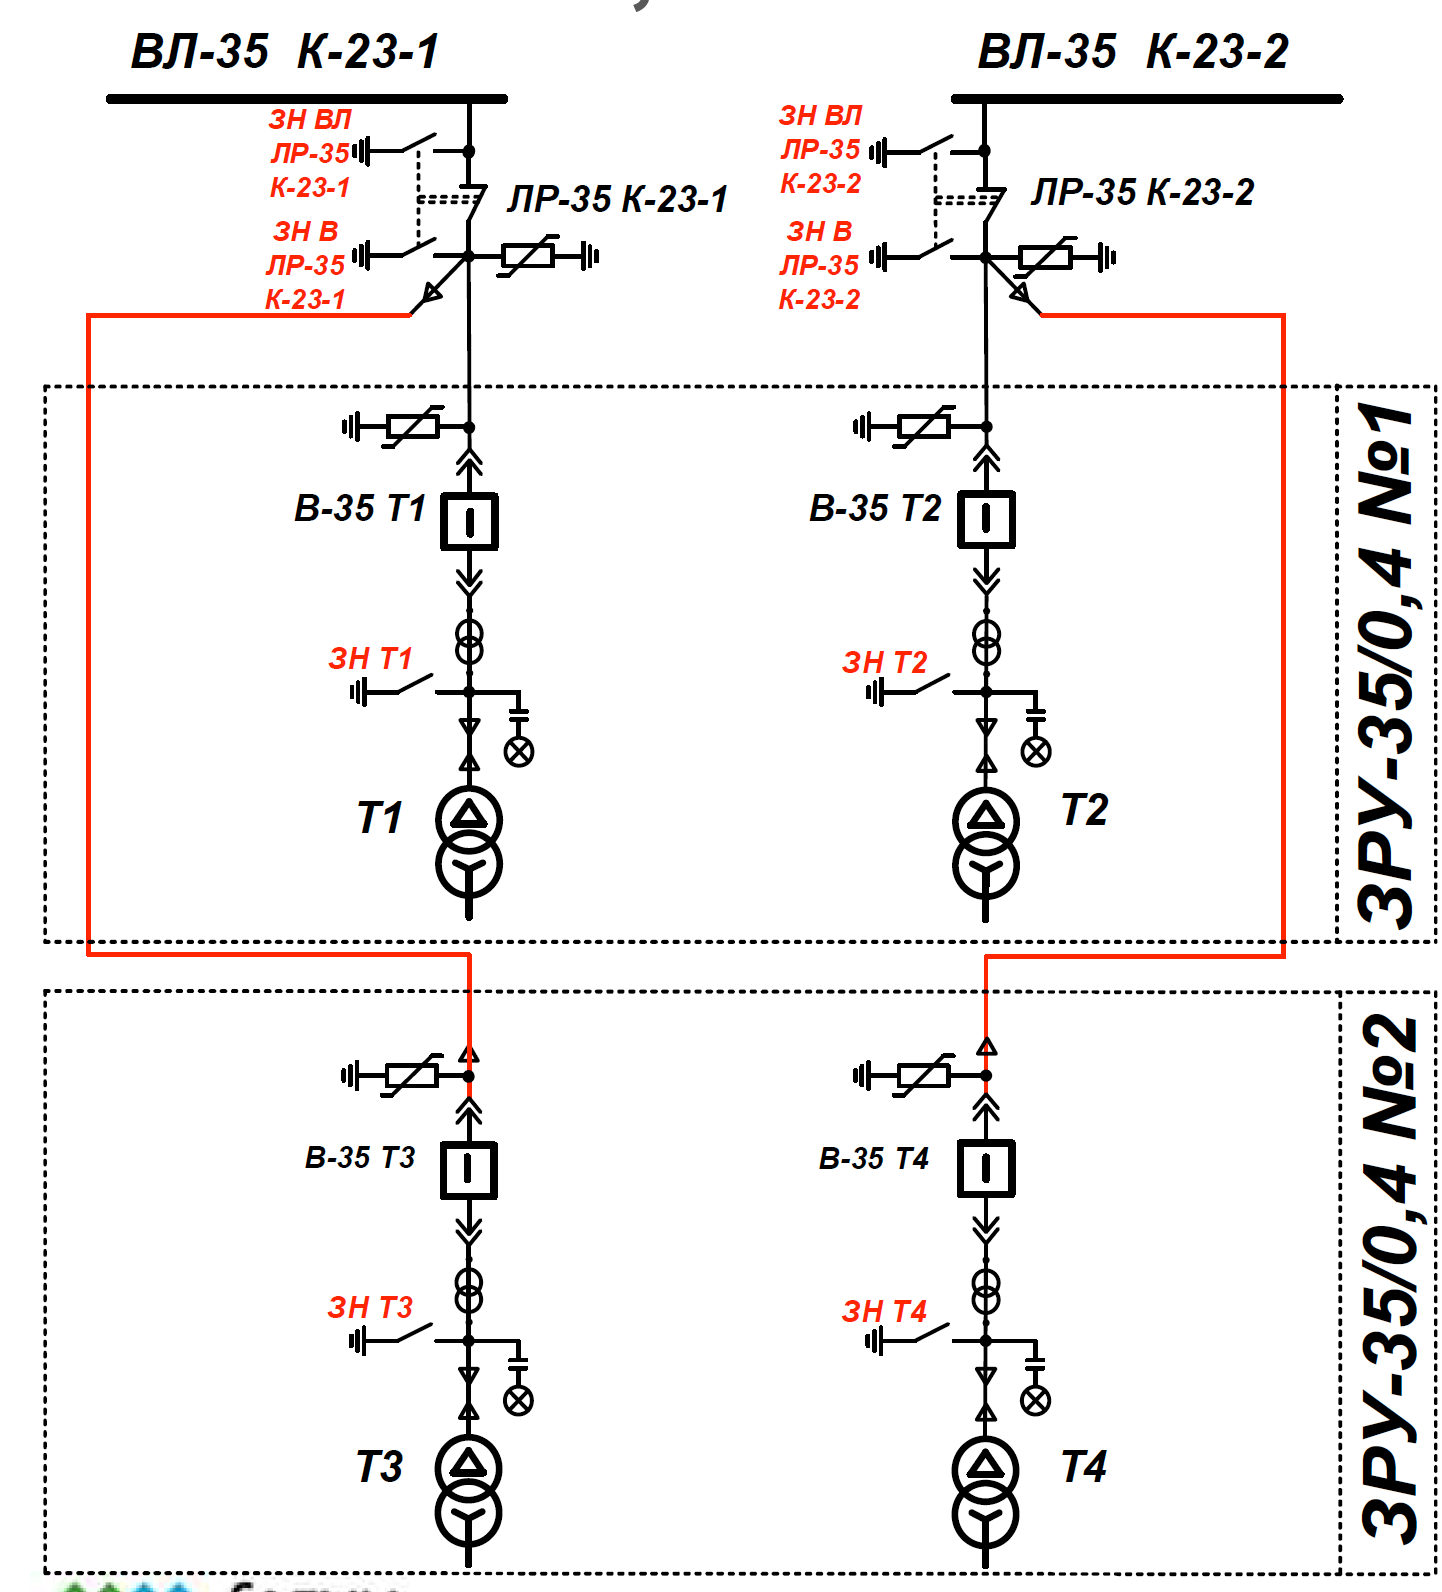 ВЛ-35 К-23-1
ВЛ-35 К-23-2
ЗН ВЛ
ЛР-35
К-23-1
ЛР-35 К-23-1
ЗН В
ЛР-35
К-23-1
ЗН ВЛ
ЛР-35
К-23-2
ЛР-35 К-23-2
ЗН В
ЛР-35
К-23-2
В-35 Т1
В-35 Т2
ЗН Т1
ЗН Т2
Т1
Т2
ЗРУ-35/0,4 №1
В-35 Т3
В-35 Т4
ЗН Т3
ЗН Т4
Т3
Т4
ЗРУ-35/0,4 №2